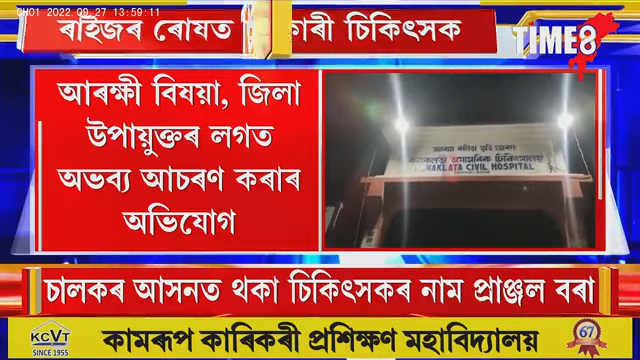 CH01 2022.09.27 13:59:11
ৰাইজৰ ৰোষত চিকিৎসক
TIME8
আৰক্ষী বিষয়া, জিলা
উপায়ুক্তৰ লগত
অভব্য আচৰণ কৰাৰ
অভিযোগ
KANAKLATA CIVIL HOSPITAL
চালকৰ আসনত থকা চিকিৎসকৰ নাম প্ৰাঞ্জল বৰা
KCVT
SINCE 1955
কামৰূপ কাৰিকৰী প্ৰশিক্ষণ মহাবিদ্যালয়
67